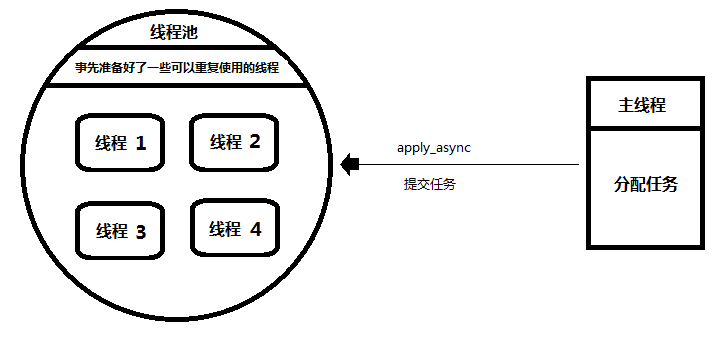 线程池
事先准备好了一些可以重复使用的线程
线程 1
线程 2
线程 3
线程 4
apply_async
提交任务
主线程
分配任务